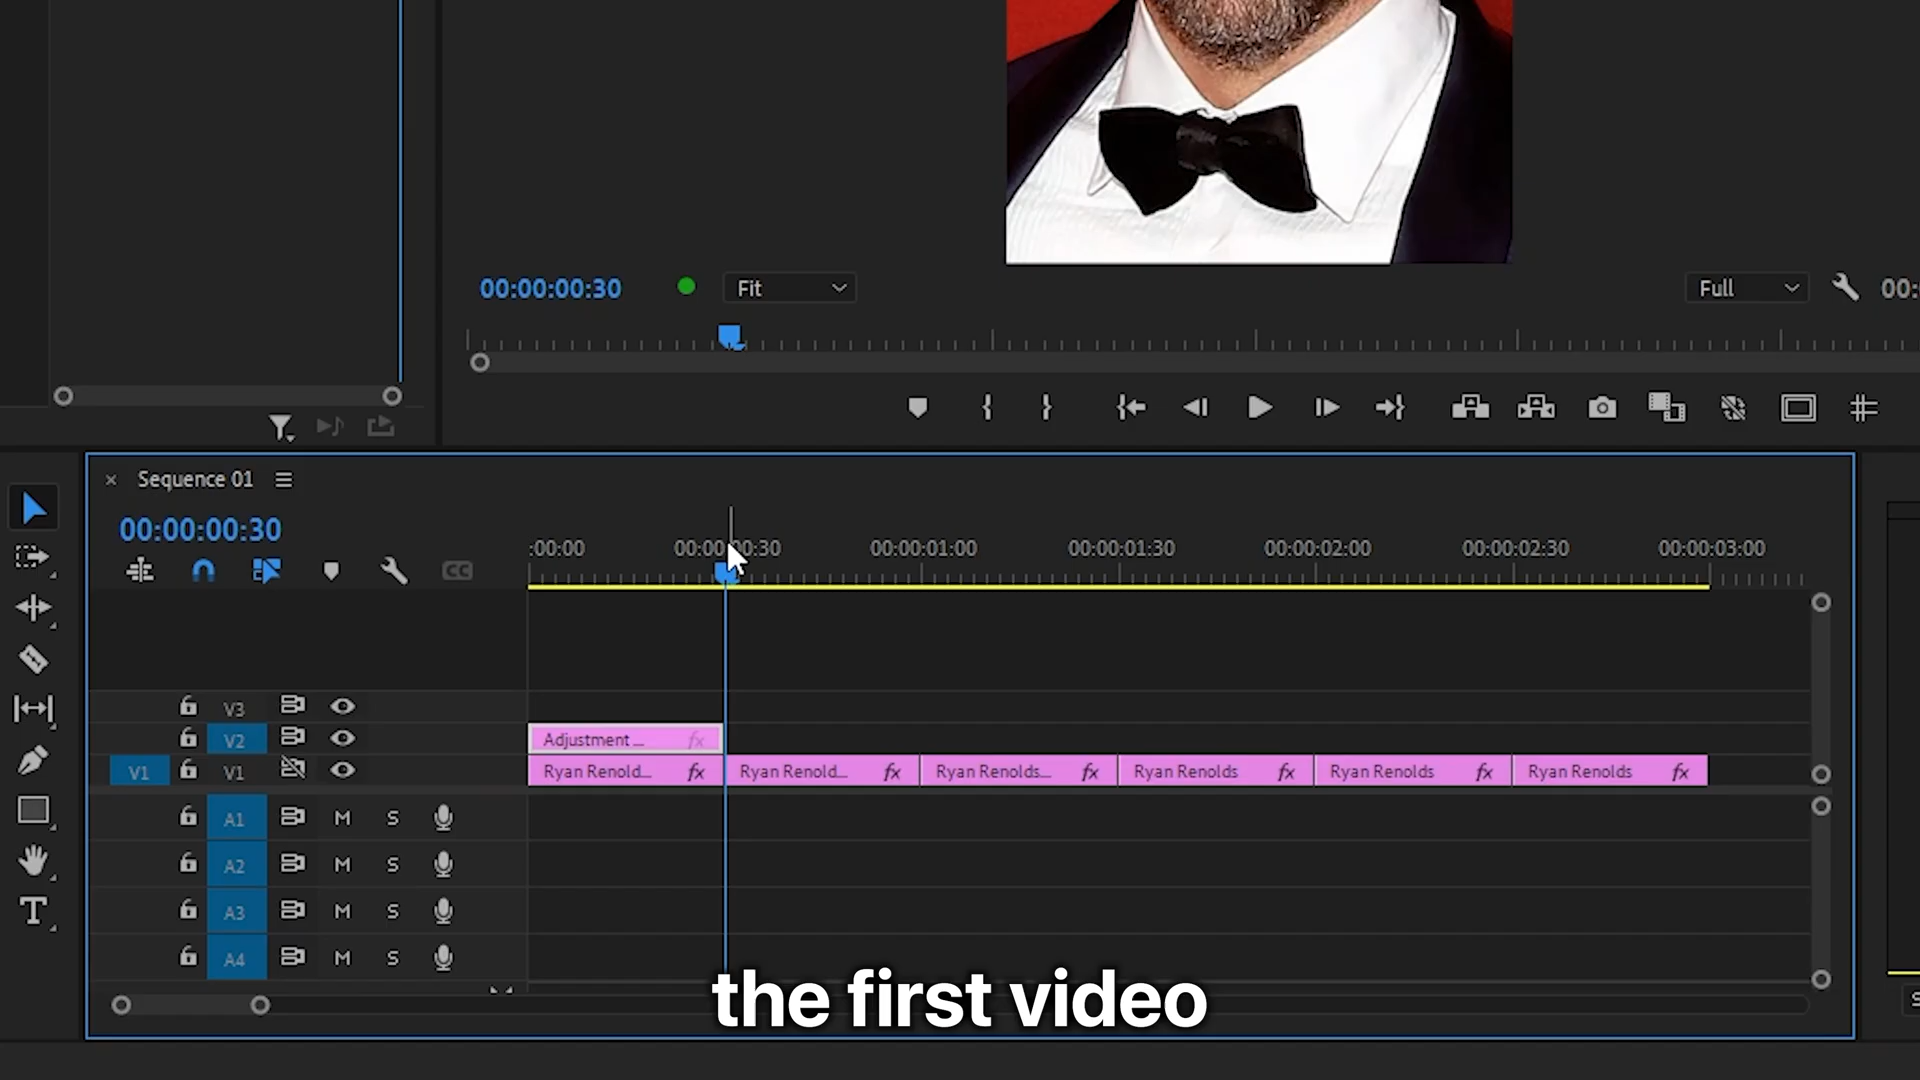 00:00:00:30
Fit
Full
00:
× Sequence 01
00:00:00:30
:00:00
00:00:00:30
00:00:01:00
00:00:01:30
00:00:02:00
00:00:02:30
00:00:03:00
CC
V3
V2
Adjustment ...
fx
V1
V1
Ryan Renold...
fx
Ryan Renold...
fx
Ryan Renolds...
fx
Ryan Renolds
fx
Ryan Renolds
fx
Ryan Renolds
fx
A1 M S
A2 M S
A3 M S
A4 M S
T
the first video